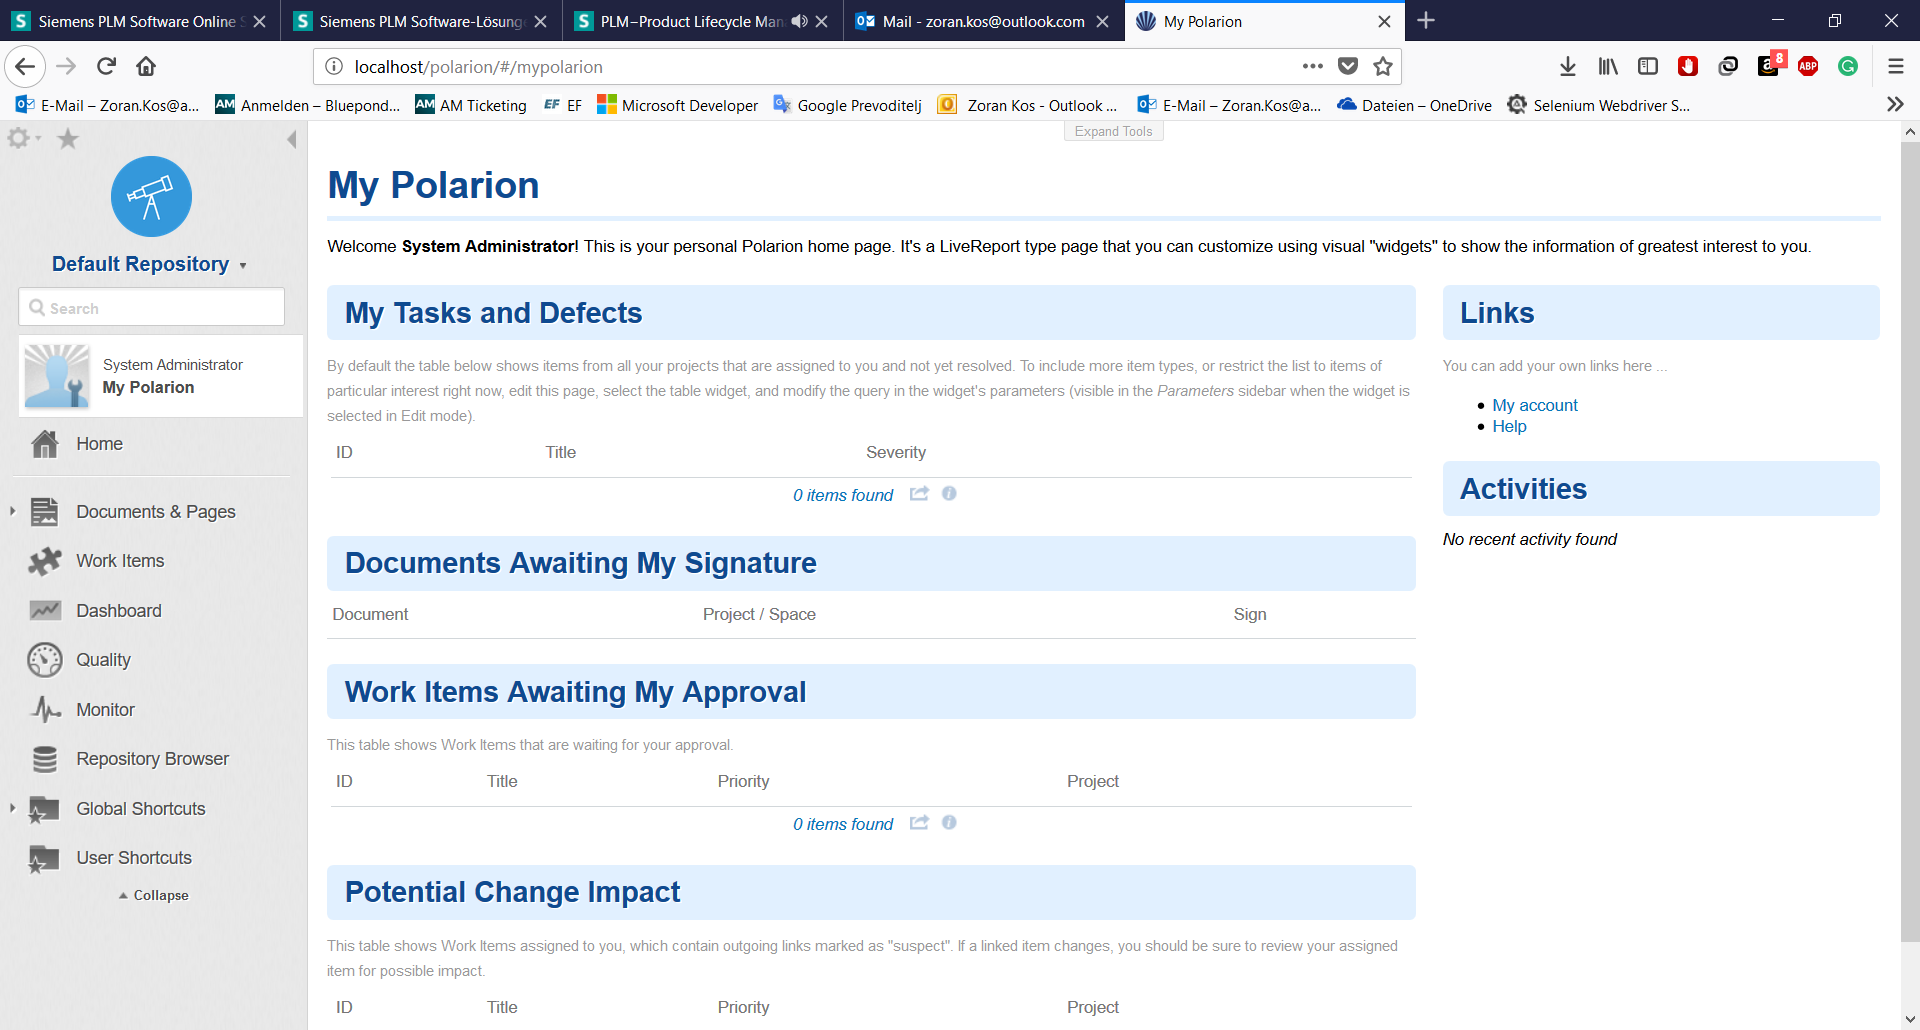 Siemens PLM Software Online S
Siemens PLM Software-Lösunge
PLM–Product Lifecycle Man
Mail - zoran.kos@outlook.com
My Polarion
localhost/polarion/#/mypolarion
8
ABP
E-Mail – Zoran.Kos@a...
AM Anmelden – Bluepond...
AM AM Ticketing
EF EF
Microsoft Developer
Google Prevoditelj
Zoran Kos - Outlook ...
E-Mail – Zoran.Kos@a...
Dateien – OneDrive
Selenium Webdriver S...
Expand Tools
Default Repository
Search
System Administrator
My Polarion
Home
Documents & Pages
Work Items
Dashboard
Quality
Monitor
Repository Browser
Global Shortcuts
User Shortcuts
Collapse
My Polarion
Welcome System Administrator! This is your personal Polarion home page. It's a LiveReport type page that you can customize using visual "widgets" to show the information of greatest interest to you.
My Tasks and Defects
By default the table below shows items from all your projects that are assigned to you and not yet resolved. To include more item types, or restrict the list to items of
particular interest right now, edit this page, select the table widget, and modify the query in the widget's parameters (visible in the Parameters sidebar when the widget is
selected in Edit mode).
ID Title Severity
0 items found
Documents Awaiting My Signature
Document Project / Space Sign
Work Items Awaiting My Approval
This table shows Work Items that are waiting for your approval.
ID Title Priority Project
0 items found
Potential Change Impact
This table shows Work Items assigned to you, which contain outgoing links marked as "suspect". If a linked item changes, you should be sure to review your assigned
item for possible impact.
ID Title Priority Project
Links
You can add your own links here ...
My account
Help
Activities
No recent activity found